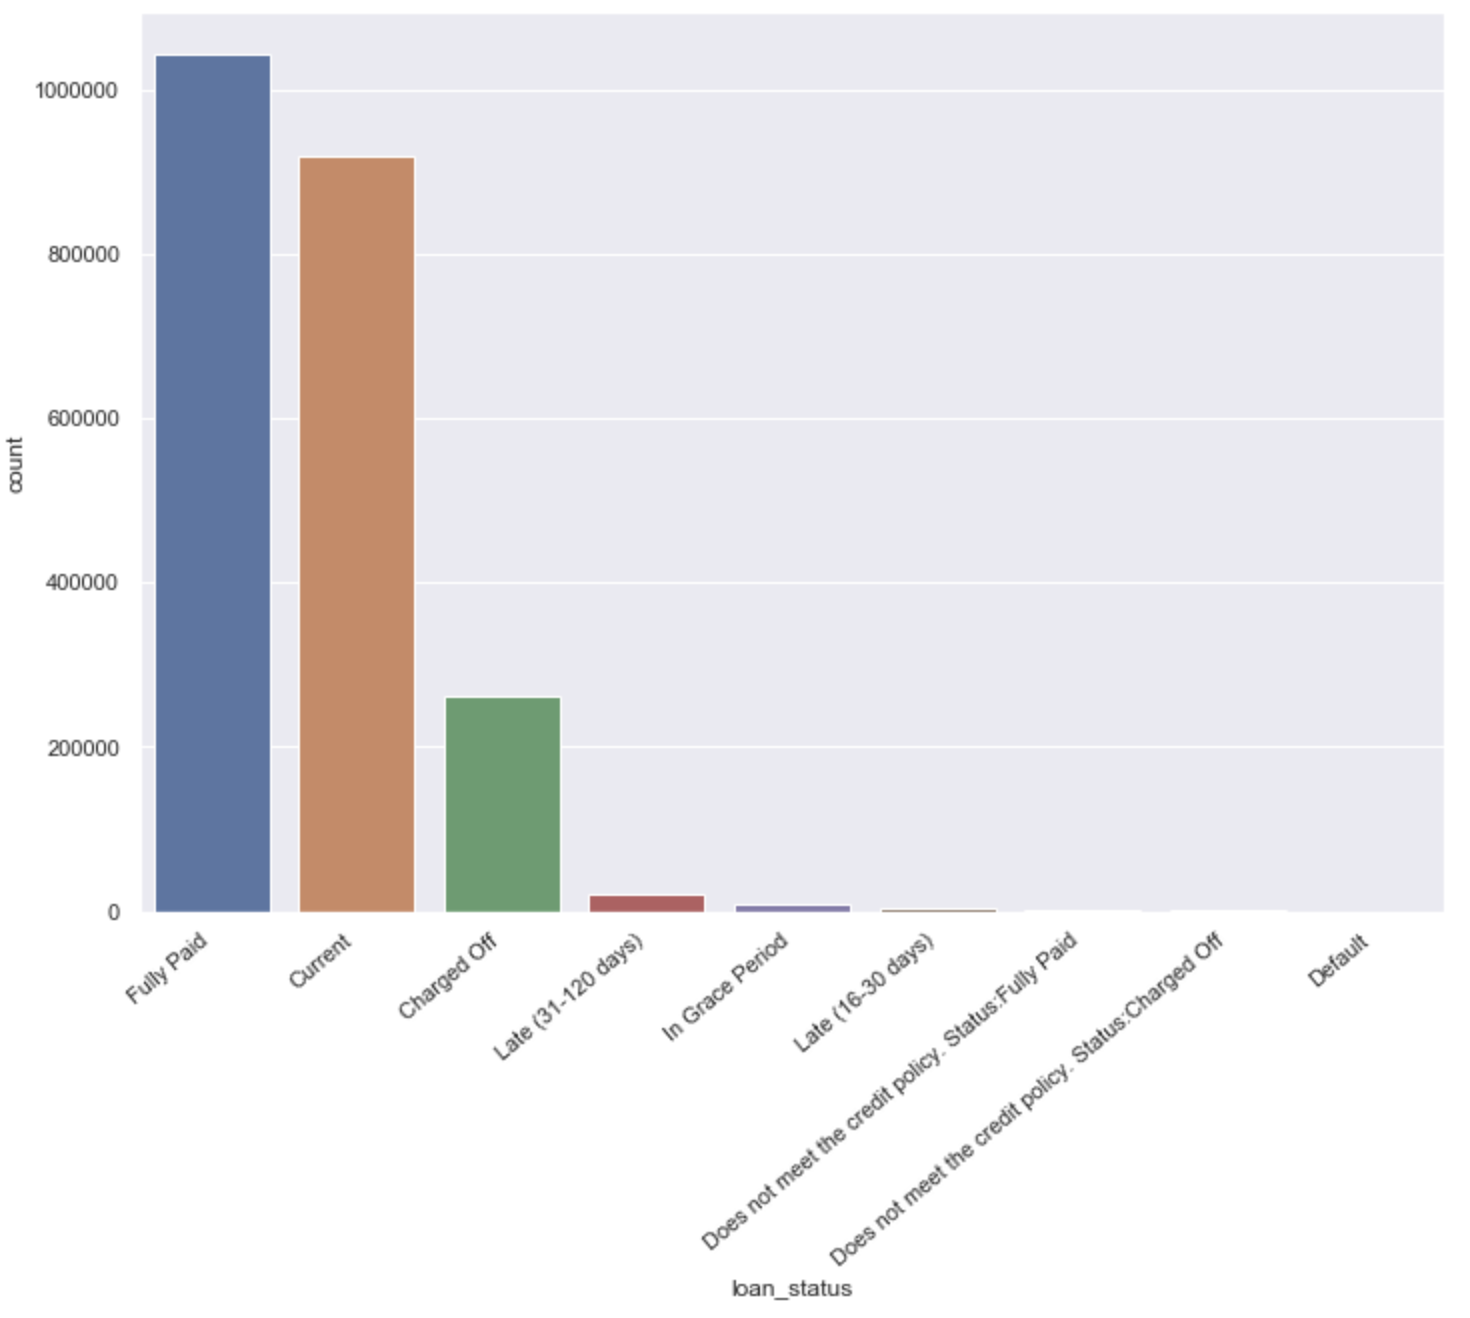 1000000
800000
600000
400000
200000
0
count
Fully Paid
Current
Charged Off
Late (31-120 days)
In Grace Period
Late (16-30 days)
Does not meet the credit policy. Status:Fully Paid
Does not meet the credit policy. Status:Charged Off
Default
loan_status